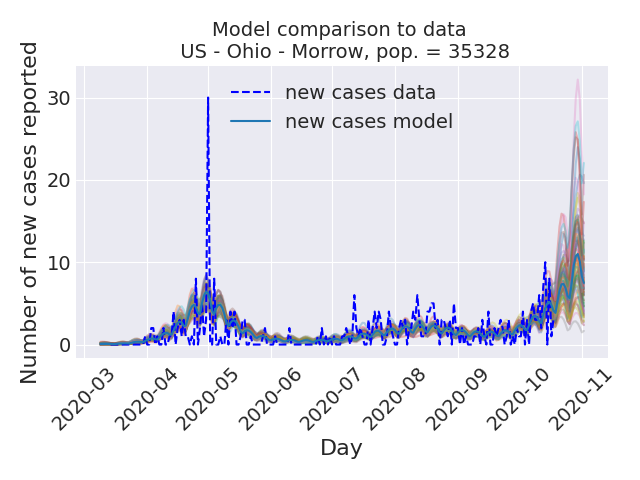 Model comparison to data
US - Ohio - Morrow, pop. = 35328
Number of new cases reported
30
20
10
0
new cases data
new cases model
2020-03
2020-04
2020-05
2020-06
2020-07
2020-08
2020-09
2020-10
2020-11
Day